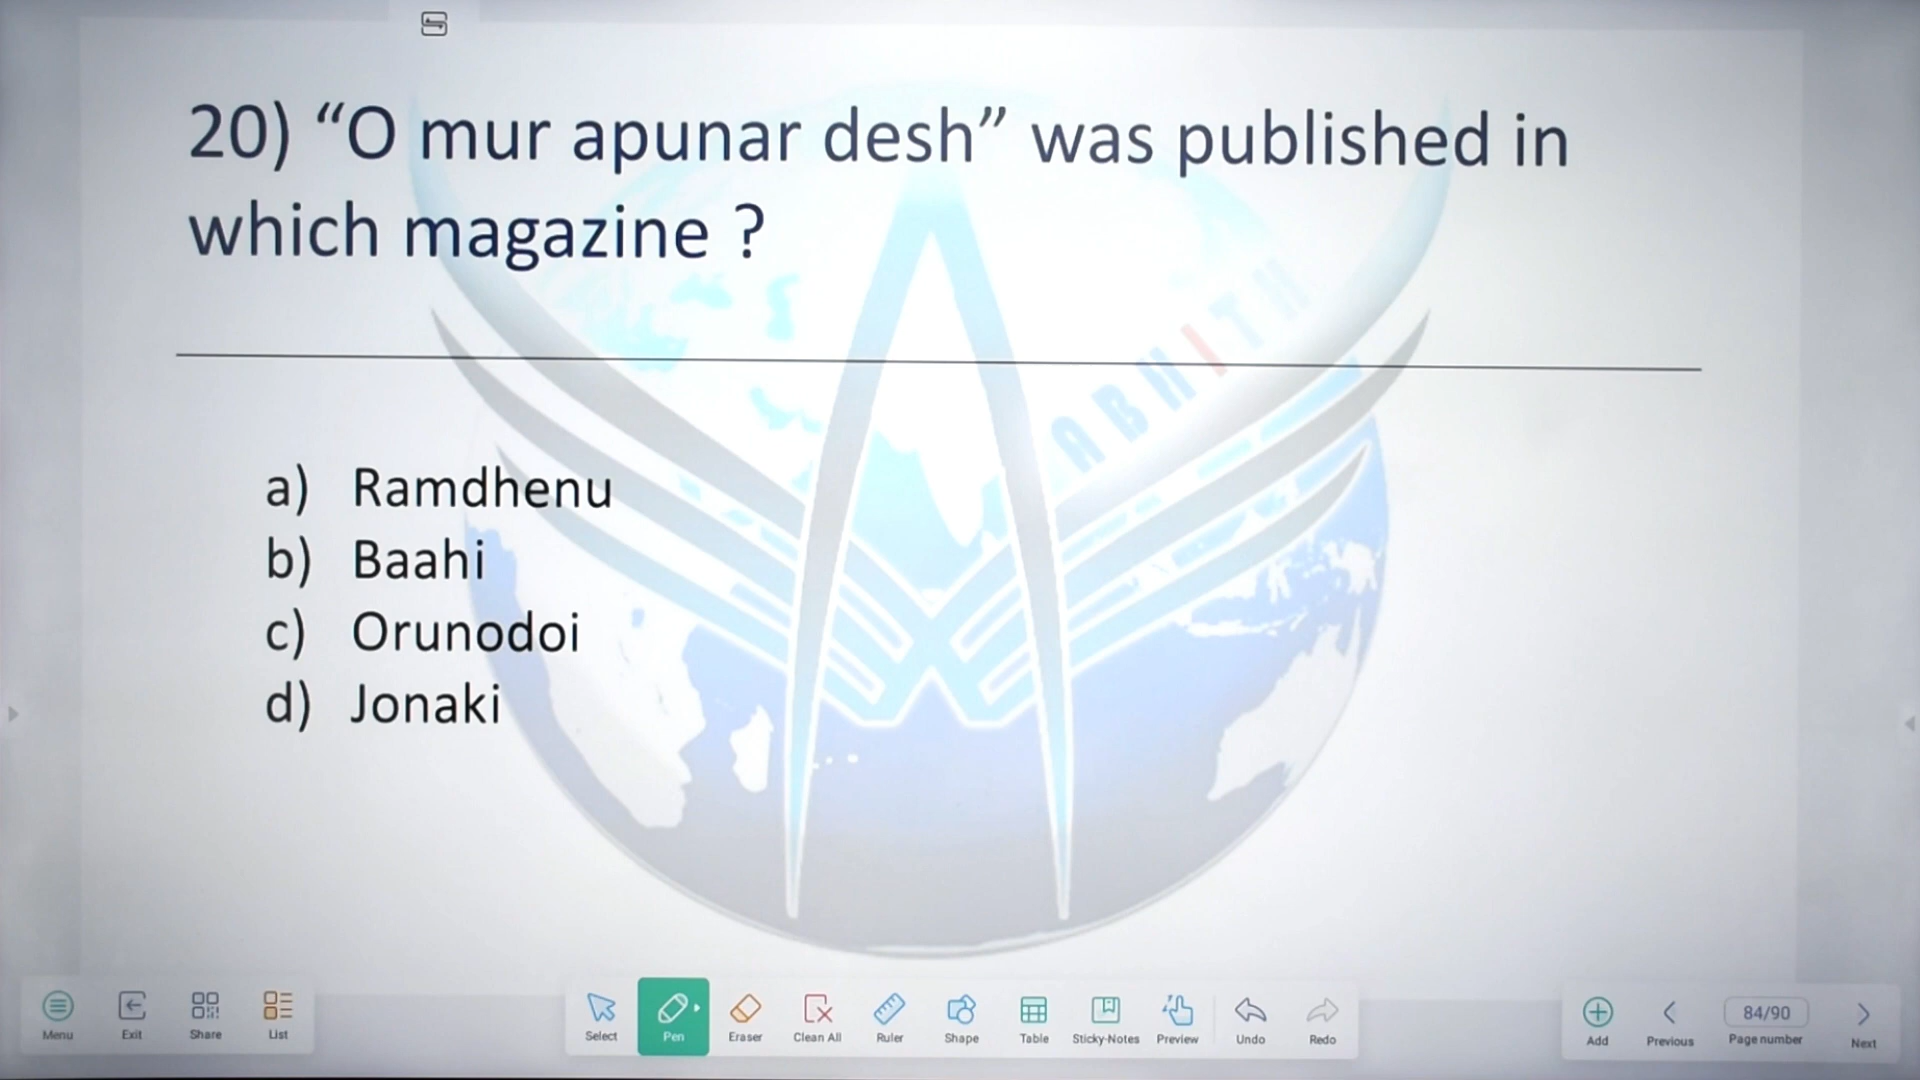 20) “O mur apunar desh” was published in
which magazine ?
ABHITH
a) Ramdhenu
b) Baahi
c) Orunodoi
d) Jonaki
Menu
Exit
Share
List
Select
Pen
Eraser
Clean All
Ruler
Shape
Table
Sticky-Notes
Preview
Undo
Redo
Add
Previous
84/90
Page number
Next